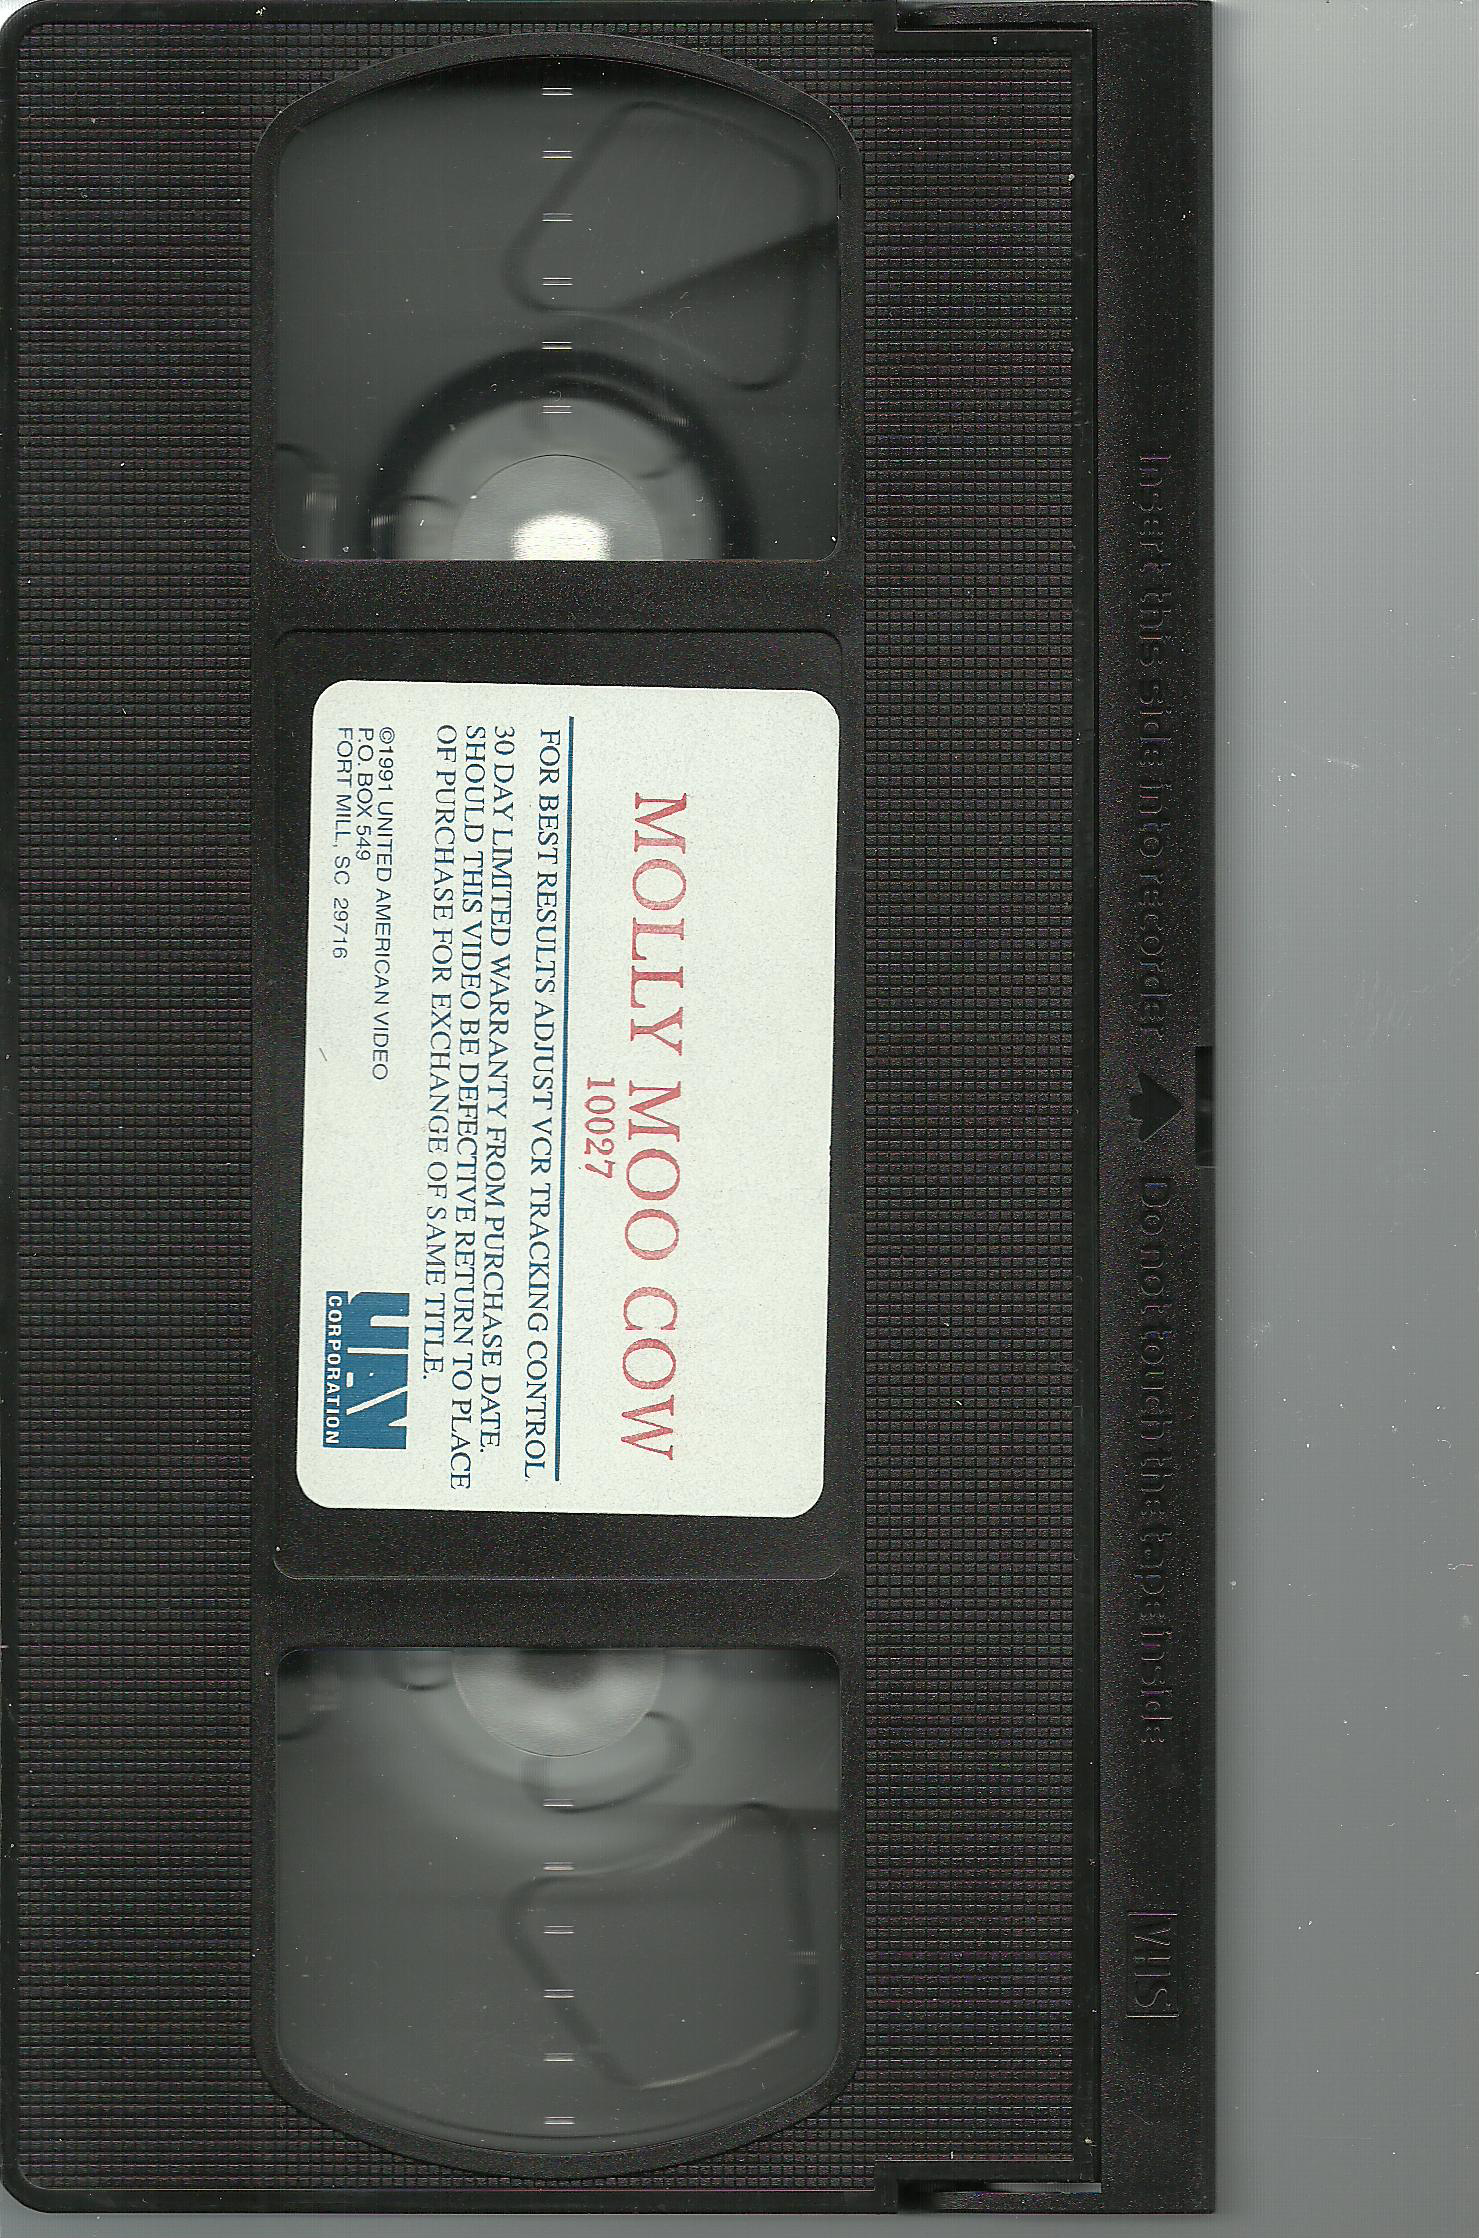 Insert this side into recorder
Do not touch the tape inside
VHS
MOLLY MOO COW
10027
FOR BEST RESULTS ADJUST VCR TRACKING CONTROL
30 DAY LIMITED WARRANTY FROM PURCHASE DATE.
SHOULD THIS VIDEO BE DEFECTIVE RETURN TO PLACE
OF PURCHASE FOR EXCHANGE OF SAME TITLE.
©1991 UNITED AMERICAN VIDEO
P.O. BOX 549
FORT MILL, SC 29716
UAV
CORPORATION